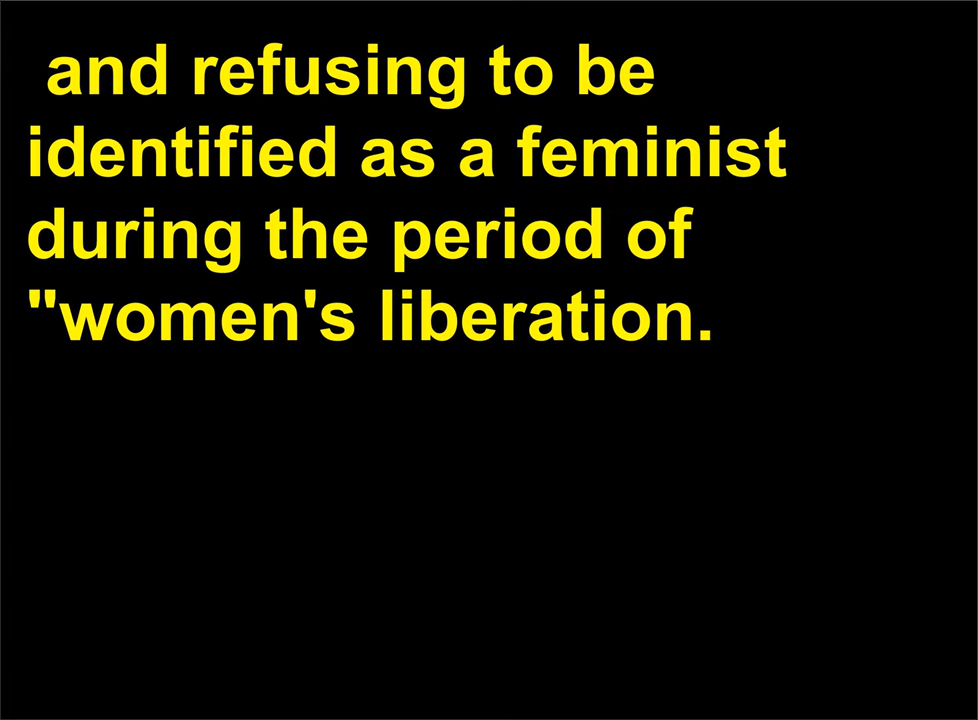 and refusing to be
identified as a feminist
during the period of
"women's liberation.